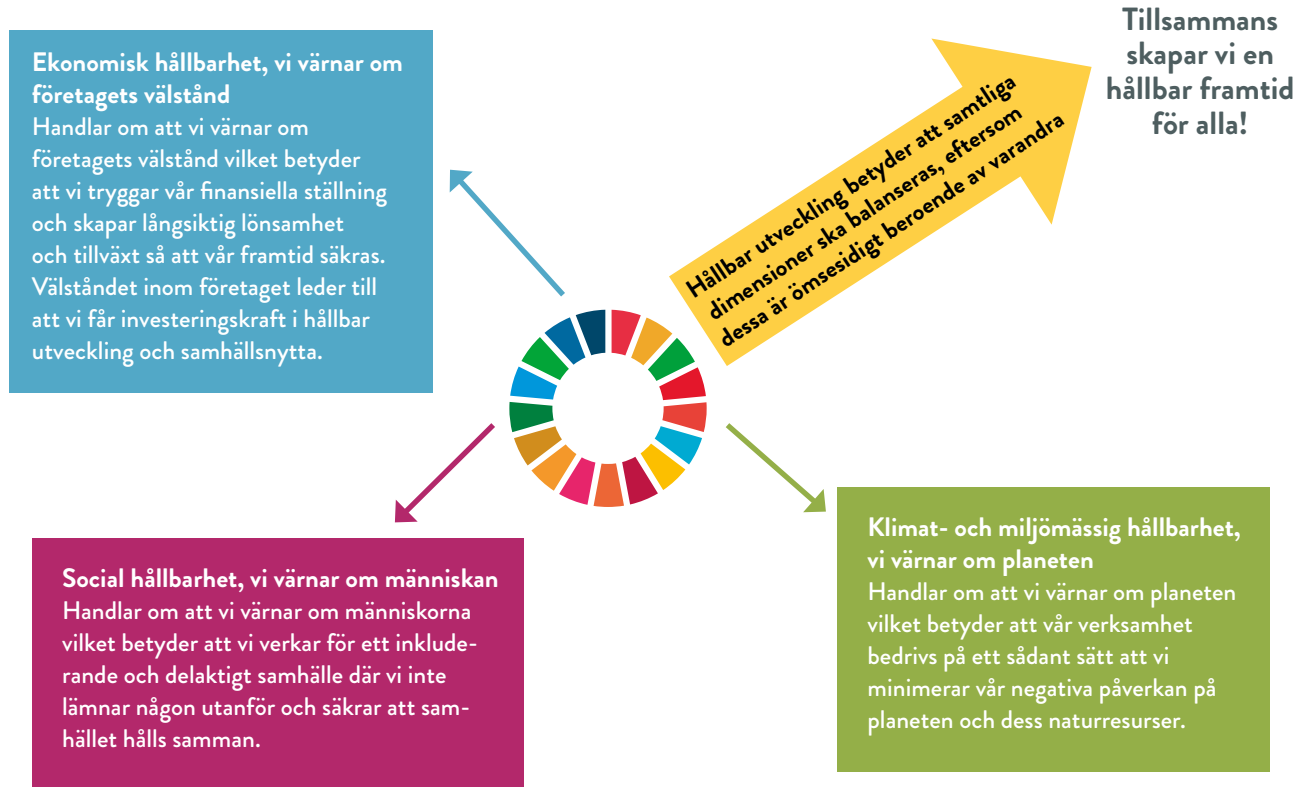 Ekonomisk hållbarhet, vi värnar om
företagets välstånd
Handlar om att vi värnar om
företagets välstånd vilket betyder
att vi tryggar vår finansiella ställning
och skapar långsiktig lönsamhet
och tillväxt så att vår framtid säkras.
Välståndet inom företaget leder till
att vi får investeringskraft i hållbar
utveckling och samhällsnytta.
Hållbar utveckling betyder att samtliga
dimensioner ska balanseras, eftersom
dessa är ömsesidigt beroende av varandra
Tillsammans
skapar vi en
hållbar framtid
för alla!
Social hållbarhet, vi värnar om människan
Handlar om att vi värnar om människorna
vilket betyder att vi verkar för ett inklude-
rande och delaktigt samhälle där vi inte
lämnar någon utanför och säkrar att sam-
hället hålls samman.
Klimat- och miljömässig hållbarhet,
vi värnar om planeten
Handlar om att vi värnar om planeten
vilket betyder att vår verksamhet
bedrivs på ett sådant sätt att vi
minimerar vår negativa påverkan på
planeten och dess naturresurser.